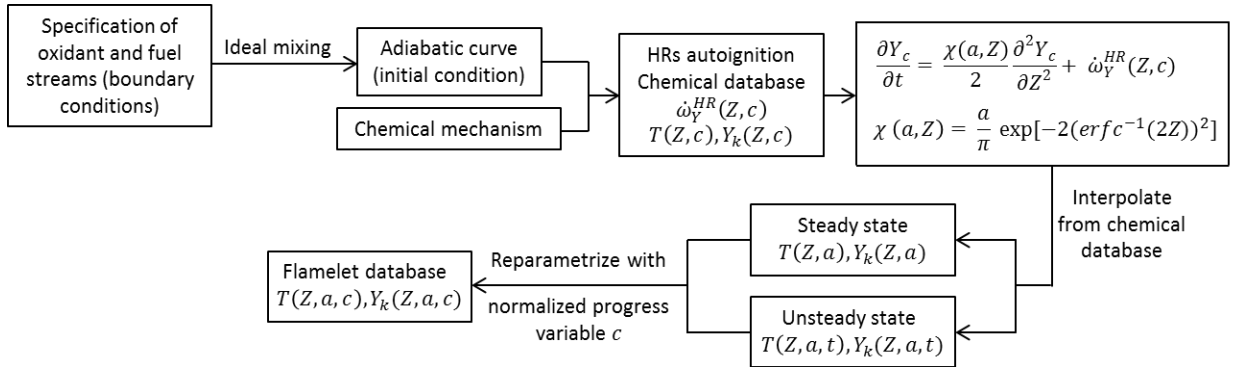 Specification of
oxidant and fuel
streams (boundary
conditions)
Ideal mixing
Adiabatic curve
(initial condition)
Chemical mechanism
HRs autoignition
Chemical database
ω̇_Y^HR(Z, c)
T(Z, c), Y_k(Z, c)
∂Y_c/∂t = χ(a, Z)/2 ∂²Y_c/∂Z² + ω̇_Y^HR(Z, c)
χ (a, Z) = a/π exp[−2(erfc⁻¹(2Z))²]
Interpolate
from chemical
database
Steady state
T(Z, a), Y_k(Z, a)
Unsteady state
T(Z, a, t), Y_k(Z, a, t)
Reparametrize with
normalized progress
variable c
Flamelet database
T(Z, a, c), Y_k(Z, a, c)